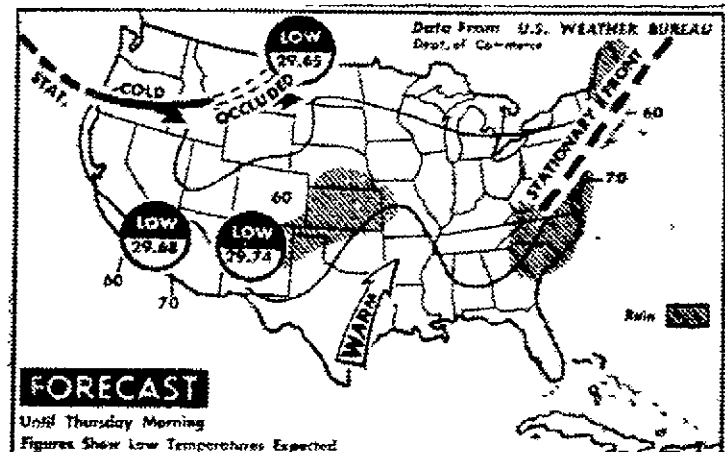 Data From U.S. WEATHER BUREAU
Dept. of Commerce
LOW
29.65
STAT.
COLD
OCCLUDED
STATIONARY FRONT
60
70
60
LOW
29.68
LOW
29.74
60
70
WARM
Rain
FORECAST
Until Thursday Morning
Figures Show Low Temperatures Expected